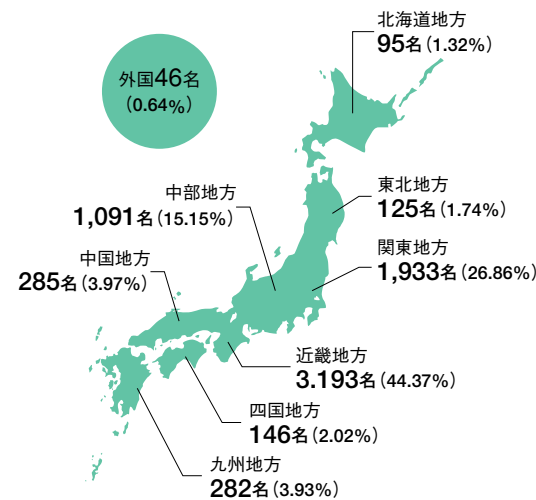 北海道地方
95名(1.32%)
外国46名
(0.64%)
東北地方
125名(1.74%)
中部地方
1,091名(15.15%)
関東地方
1,933名(26.86%)
中国地方
285名(3.97%)
近畿地方
3.193名(44.37%)
四国地方
146名(2.02%)
九州地方
282名(3.93%)